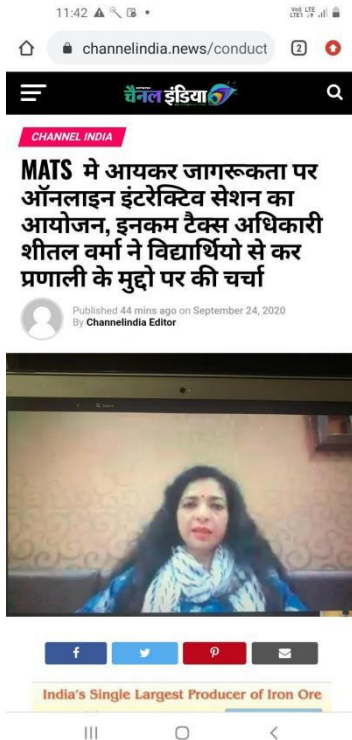 11:42
channelindia.news/conduct
2
चैनल इंडिया
CHANNEL INDIA
MATS मे आयकर जागरूकता पर
ऑनलाइन इंटरेक्टिव सेशन का
आयोजन, इनकम टैक्स अधिकारी
शीतल वर्मा ने विद्यार्थियो से कर
प्रणाली के मुद्दो पर की चर्चा
Published 44 mins ago on September 24, 2020
By Channelindia Editor
India's Single Largest Producer of Iron Ore